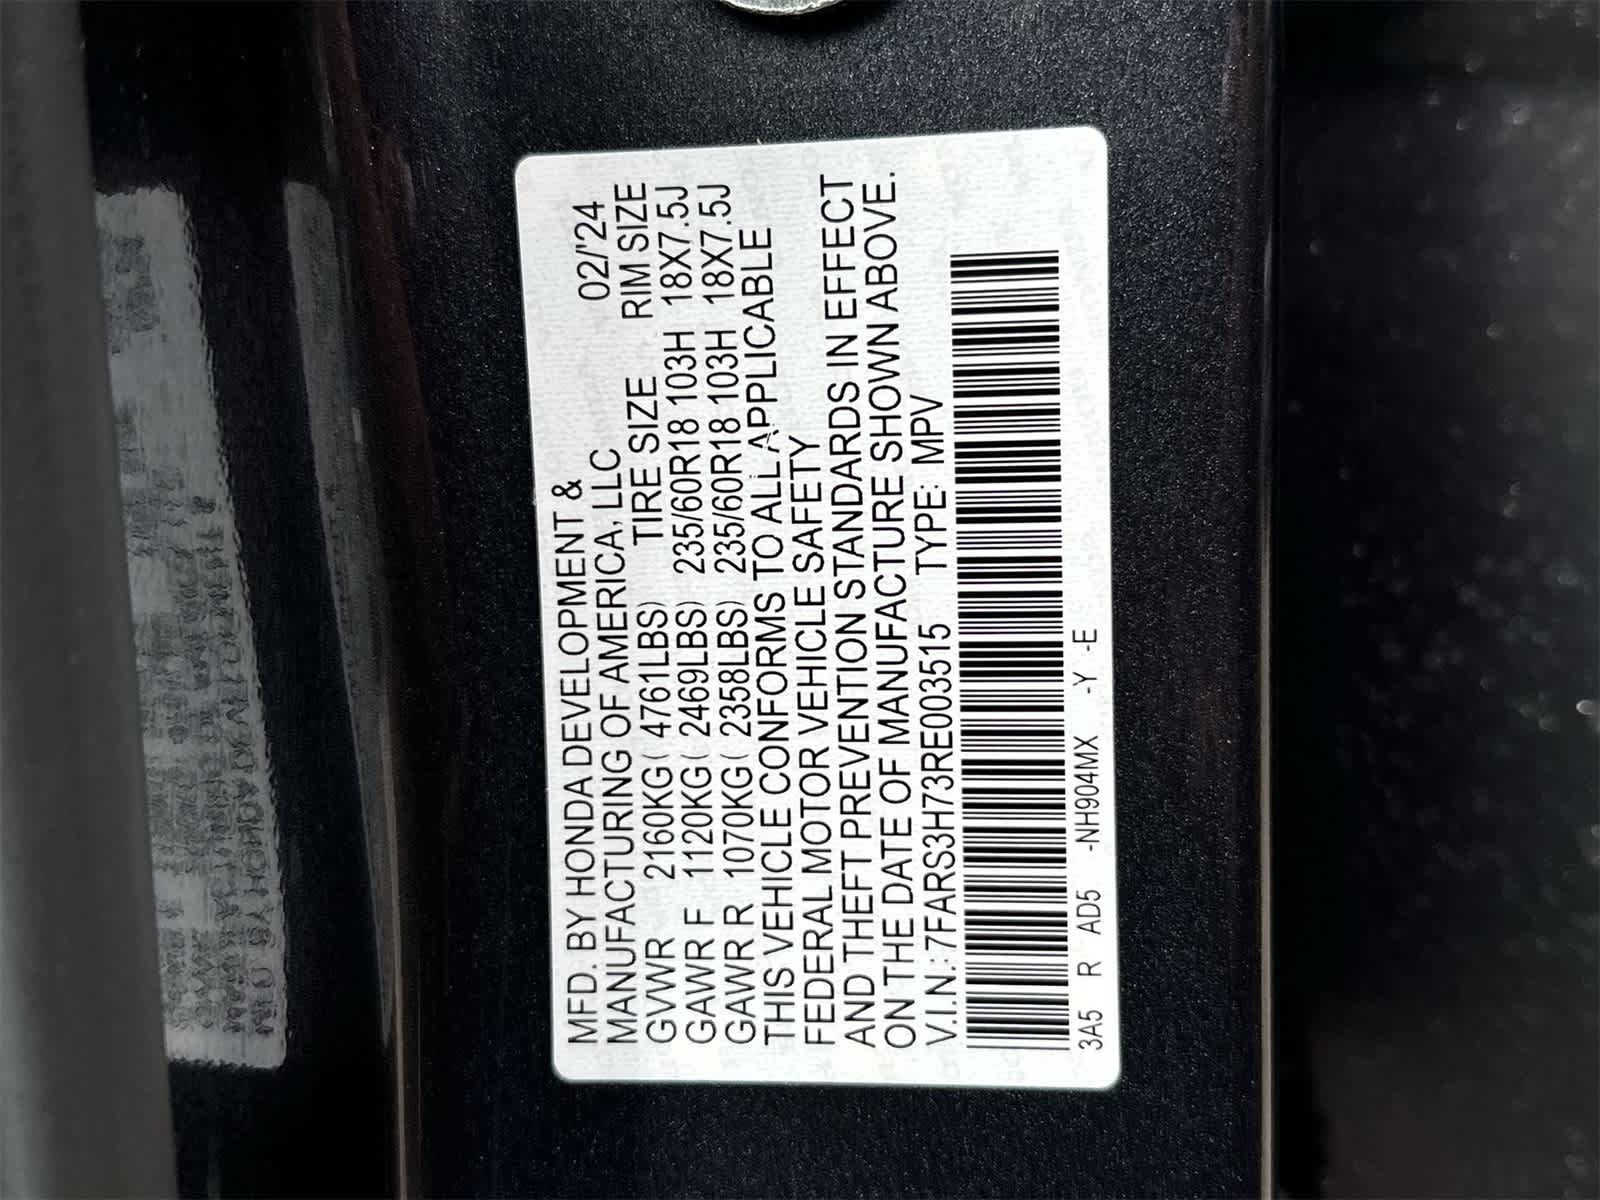 MFD. BY HONDA DEVELOPMENT &
MANUFACTURING OF AMERICA, LLC 02/'24
TIRE SIZE RIM SIZE
GVWR 2160KG( 4761LBS)
GAWR F 1120KG( 2469LBS) 235/60R18 103H 18X7.5J
GAWR R 1070KG( 2358LBS) 235/60R18 103H 18X7.5J
THIS VEHICLE CONFORMS TO ALL APPLICABLE
FEDERAL MOTOR VEHICLE SAFETY
AND THEFT PREVENTION STANDARDS IN EFFECT
ON THE DATE OF MANUFACTURE SHOWN ABOVE.
V.I.N.: 7FARS3H73RE003515 TYPE: MPV
3A5 R AD5 -NH904MX -Y -E